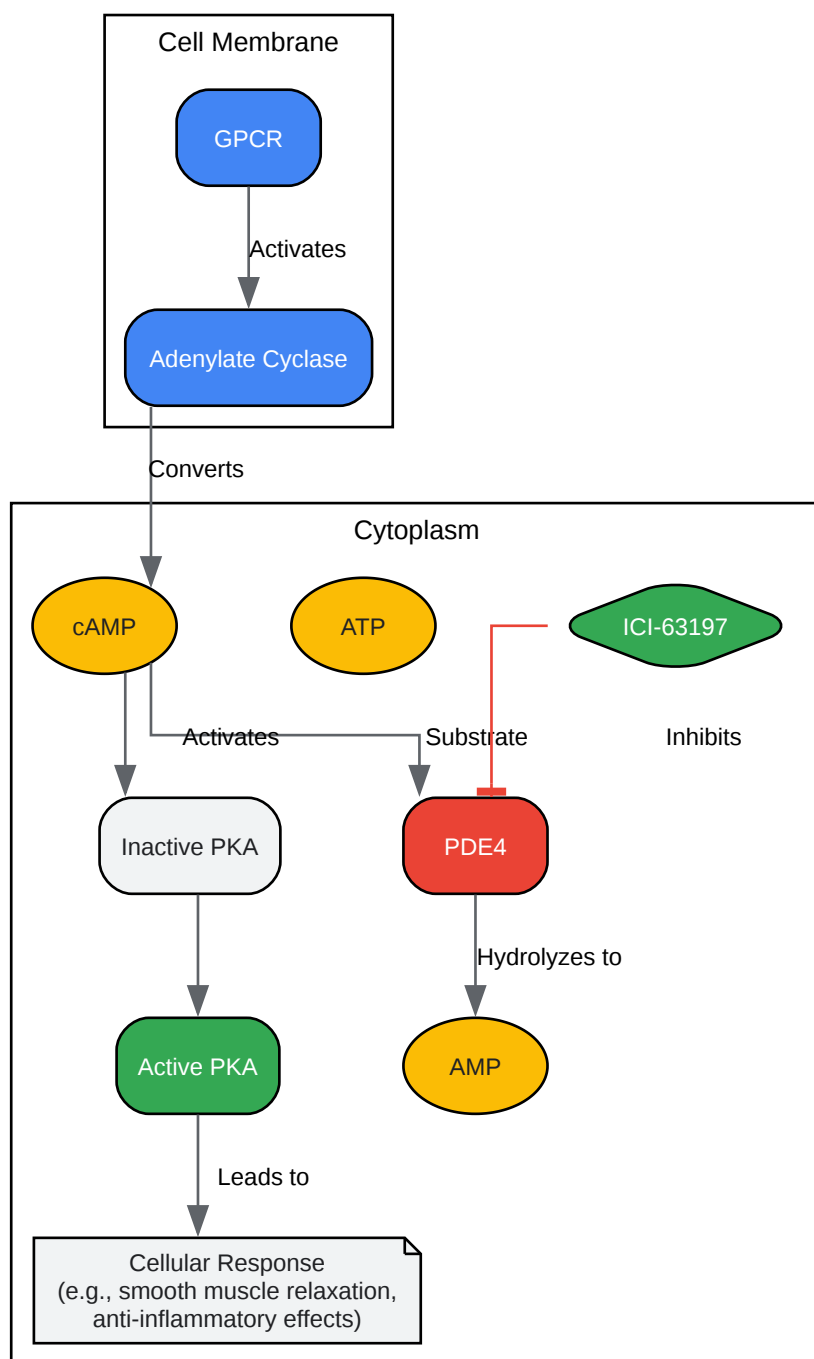 Cell Membrane
GPCR
Activates
Adenylate Cyclase
Converts
Cytoplasm
cAMP
ATP
ICI-63197
Activates
Substrate
Inhibits
Inactive PKA
PDE4
Hydrolyzes to
Active PKA
AMP
Leads to
Cellular Response
(e.g., smooth muscle relaxation,
anti-inflammatory effects)